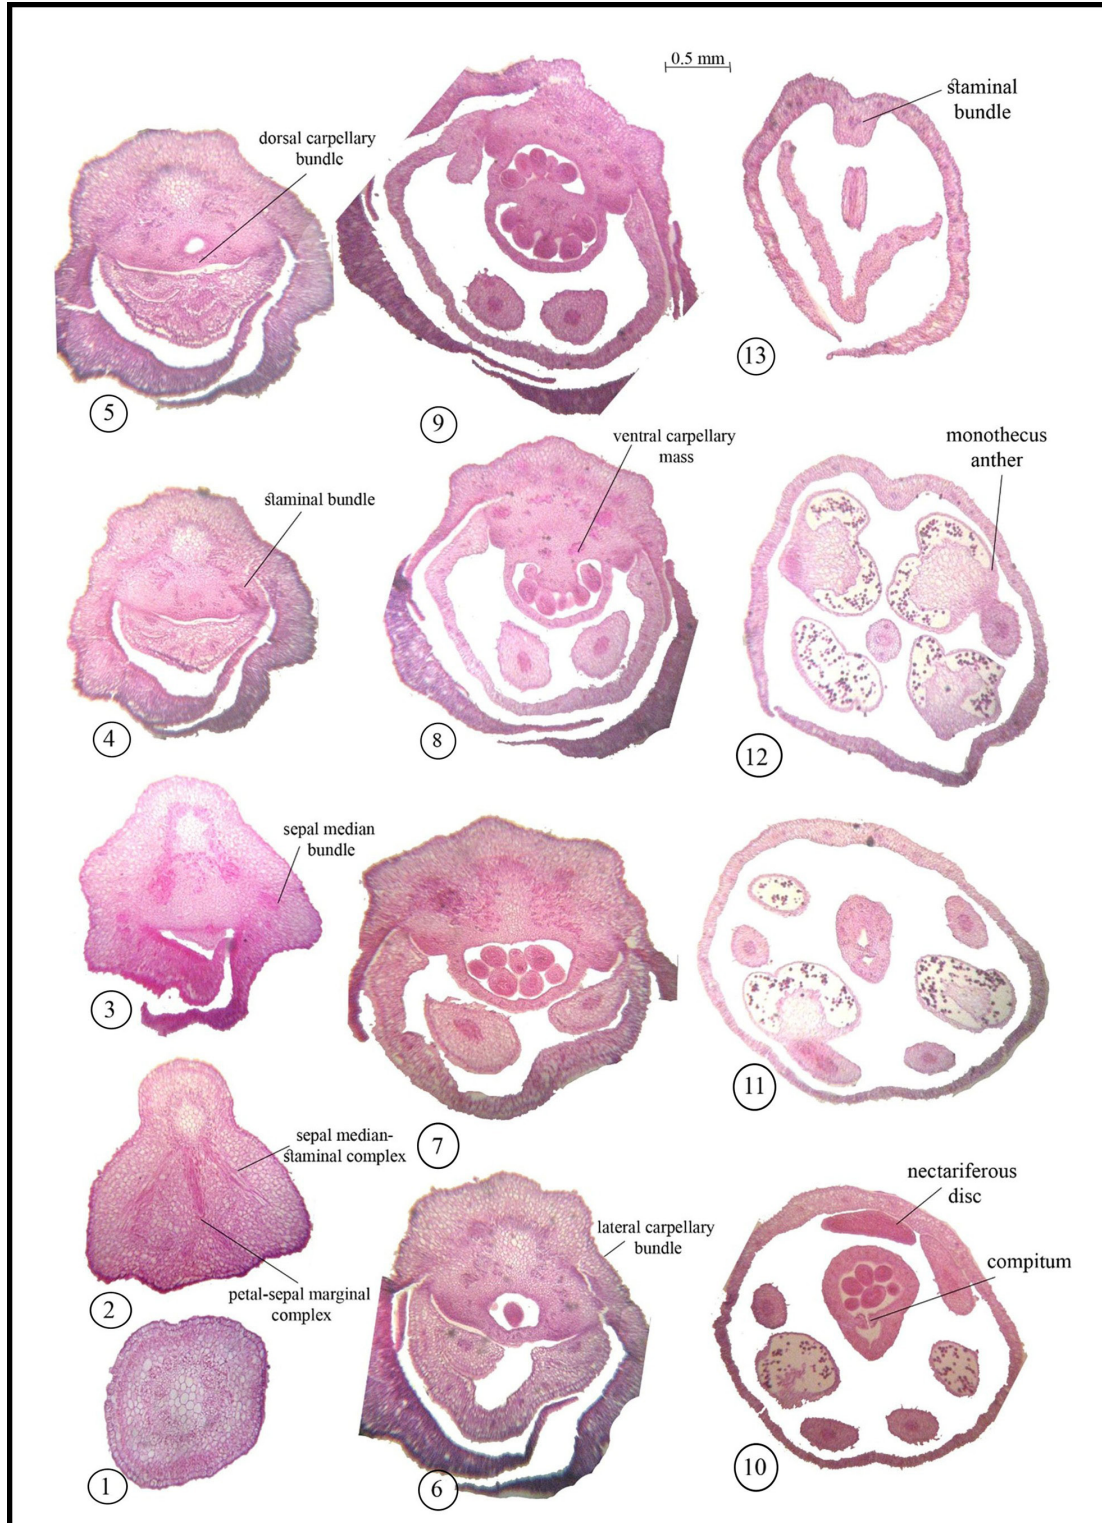 0.5 mm
dorsal carpellary
bundle
5
9
staminal
bundle
13
staminal bundle
4
ventral carpellary
mass
8
monothecus
anther
12
sepal median
bundle
3
7
11
sepal median-
staminal complex
petal-sepal marginal
complex
2
lateral carpellary
bundle
6
nectariferous
disc
compitum
10
1